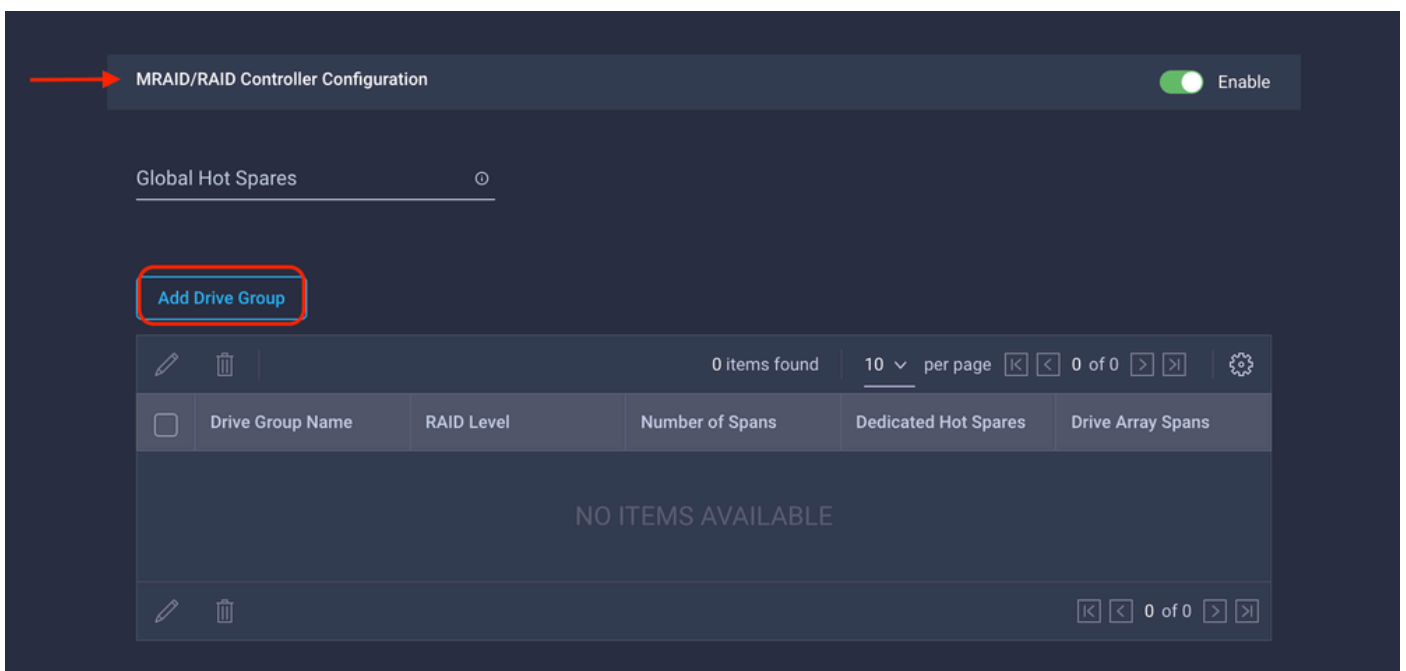 MRAID/RAID Controller Configuration Enable
Global Hot Spares
Add Drive Group
0 items found 10 per page 0 of 0
Drive Group Name RAID Level Number of Spans Dedicated Hot Spares Drive Array Spans
NO ITEMS AVAILABLE
0 of 0